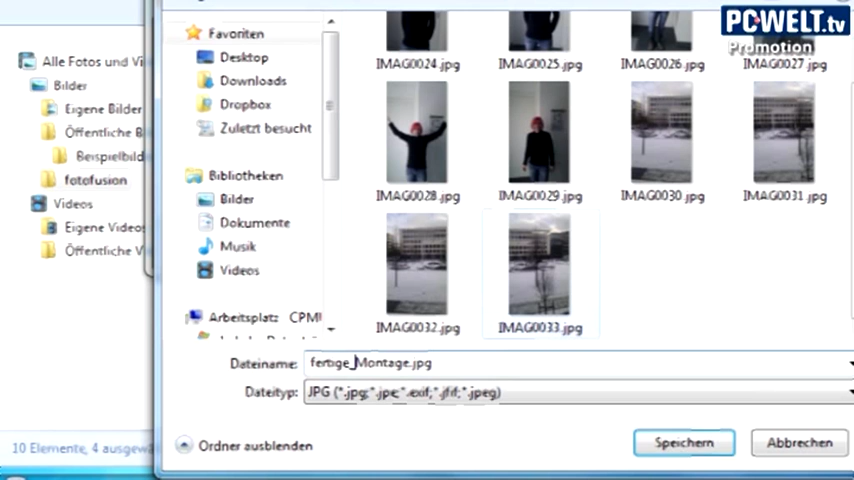 PCWELT.tv
Promotion
Alle Fotos und Vi
Bilder
Eigene Bilder
Öffentliche B
Beispielbild
fotofusion
Videos
Eigene Videos
Öffentliche V
10 Elemente, 4 ausgewä
Favoriten
Desktop
Downloads
Dropbox
Zuletzt besucht
Bibliotheken
Bilder
Dokumente
Musik
Videos
Arbeitsplatz CPM
IMAG0024.jpg
IMAG0025.jpg
IMAG0026.jpg
IMAG0027.jpg
IMAG0028.jpg
IMAG0029.jpg
IMAG0030.jpg
IMAG0031.jpg
IMAG0032.jpg
IMAG0033.jpg
Dateiname: fertige_Montage.jpg
Dateityp: JPG (*.jpg;*.jpe;*.exif;*.jfif;*.jpeg)
Ordner ausblenden
Speichern
Abbrechen